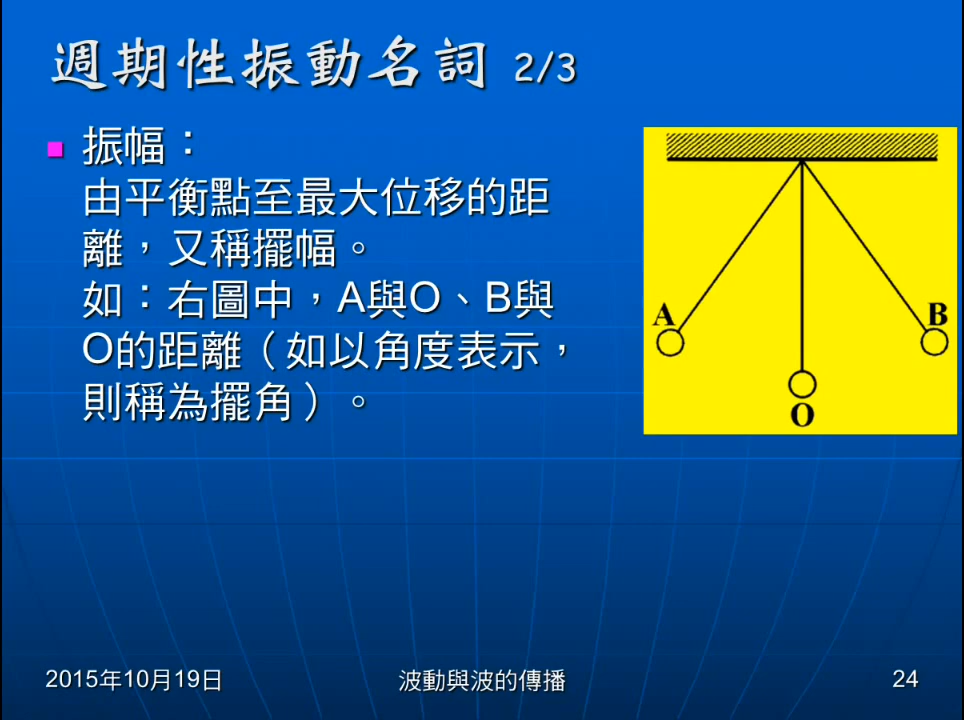 週期性振動名詞 2/3
振幅：
由平衡點至最大位移的距
離，又稱擺幅。
如：右圖中，A與O、B與
O的距離（如以角度表示，
則稱為擺角）。
A
B
O
2015年10月19日
波動與波的傳播
24